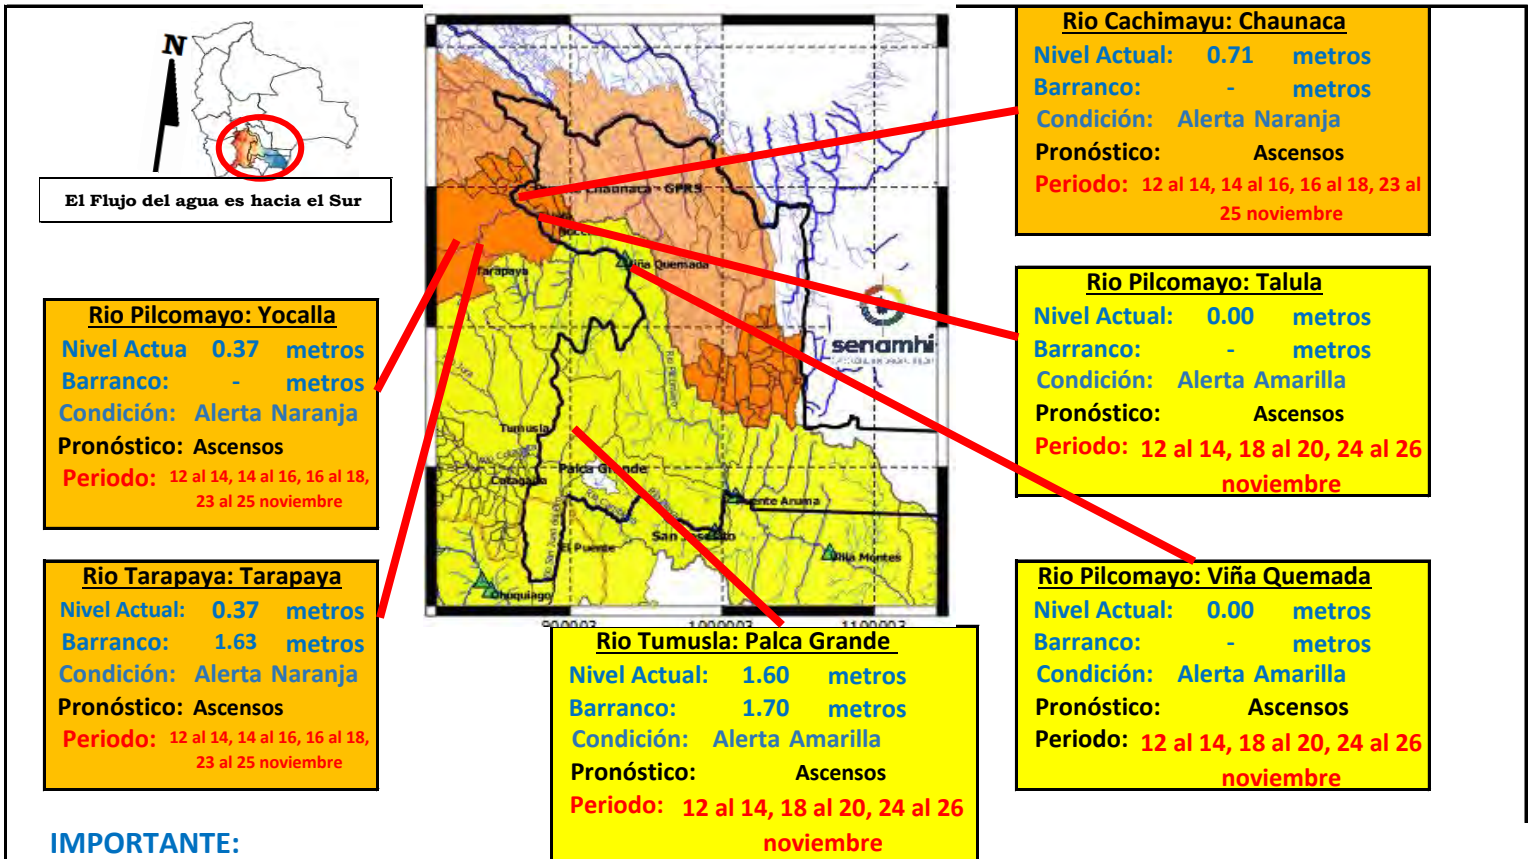 N
El Flujo del agua es hacia el Sur
Rio Cachimayu: Chaunaca
Nivel Actual: 0.71 metros
Barranco: - metros
Condición: Alerta Naranja
Pronóstico: Ascensos
Periodo: 12 al 14, 14 al 16, 16 al 18, 23 al
25 noviembre
Rio Pilcomayo: Talula
Nivel Actual: 0.00 metros
Barranco: - metros
Condición: Alerta Amarilla
Pronóstico: Ascensos
Periodo: 12 al 14, 18 al 20, 24 al 26
noviembre
Rio Pilcomayo: Yocalla
Nivel Actua 0.37 metros
Barranco: - metros
Condición: Alerta Naranja
Pronóstico: Ascensos
Periodo: 12 al 14, 14 al 16, 16 al 18,
23 al 25 noviembre
Rio Tarapaya: Tarapaya
Nivel Actual: 0.37 metros
Barranco: 1.63 metros
Condición: Alerta Naranja
Pronóstico: Ascensos
Periodo: 12 al 14, 14 al 16, 16 al 18,
23 al 25 noviembre
Rio Tumusla: Palca Grande
Nivel Actual: 1.60 metros
Barranco: 1.70 metros
Condición: Alerta Amarilla
Pronóstico: Ascensos
Periodo: 12 al 14, 18 al 20, 24 al 26
noviembre
Rio Pilcomayo: Viña Quemada
Nivel Actual: 0.00 metros
Barranco: - metros
Condición: Alerta Amarilla
Pronóstico: Ascensos
Periodo: 12 al 14, 18 al 20, 24 al 26
noviembre
Chaunaca - GPRS
Viña Quemada
Tarapaya
senamhi
Rio Pilcomayo
Tumusla
Palca Grande
Cotagaita
Puente Aruma
San Josecito
El Puente
Villa Montes
Chuquiago
900003 1000003 1100003
IMPORTANTE: